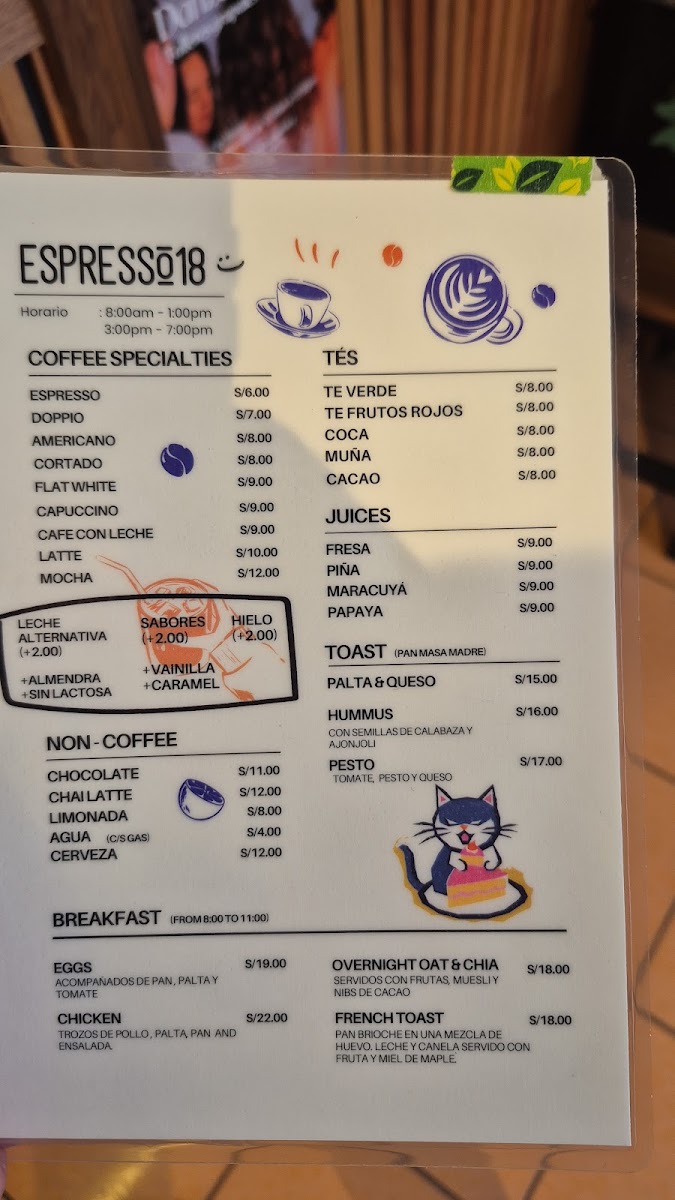 ESPRESSō18
Horario : 8:00am - 1:00pm
3:00pm - 7:00pm
COFFEE SPECIALTIES
ESPRESSO S/6.00
DOPPIO S/7.00
AMERICANO S/8.00
CORTADO S/8.00
FLAT WHITE S/9.00
CAPUCCINO S/9.00
CAFE CON LECHE S/9.00
LATTE S/10.00
MOCHA S/12.00
LECHE ALTERNATIVA (+2.00)
+ALMENDRA
+SIN LACTOSA
SABORES (+2.00)
+VAINILLA
+CARAMEL
HIELO (+2.00)
NON-COFFEE
CHOCOLATE S/11.00
CHAI LATTE S/12.00
LIMONADA S/8.00
AGUA (C/S GAS) S/4.00
CERVEZA S/12.00
TÉS
TE VERDE S/8.00
TE FRUTOS ROJOS S/8.00
COCA S/8.00
MUÑA S/8.00
CACAO S/8.00
JUICES
FRESA S/9.00
PIÑA S/9.00
MARACUYÁ S/9.00
PAPAYA S/9.00
TOAST (PAN MASA MADRE)
PALTA & QUESO S/15.00
HUMMUS S/16.00
CON SEMILLAS DE CALABAZA Y
AJONJOLI
PESTO S/17.00
TOMATE, PESTO Y QUESO
BREAKFAST (FROM 8:00 TO 11:00)
EGGS S/19.00
ACOMPAÑADOS DE PAN, PALTA Y
TOMATE
CHICKEN S/22.00
TROZOS DE POLLO, PALTA, PAN AND
ENSALADA.
OVERNIGHT OAT & CHIA S/18.00
SERVIDOS CON FRUTAS, MUESLI Y
NIBS DE CACAO
FRENCH TOAST S/18.00
PAN BRIOCHE EN UNA MEZCLA DE
HUEVO. LECHE Y CANELA SERVIDO CON
FRUTA Y MIEL DE MAPLE.